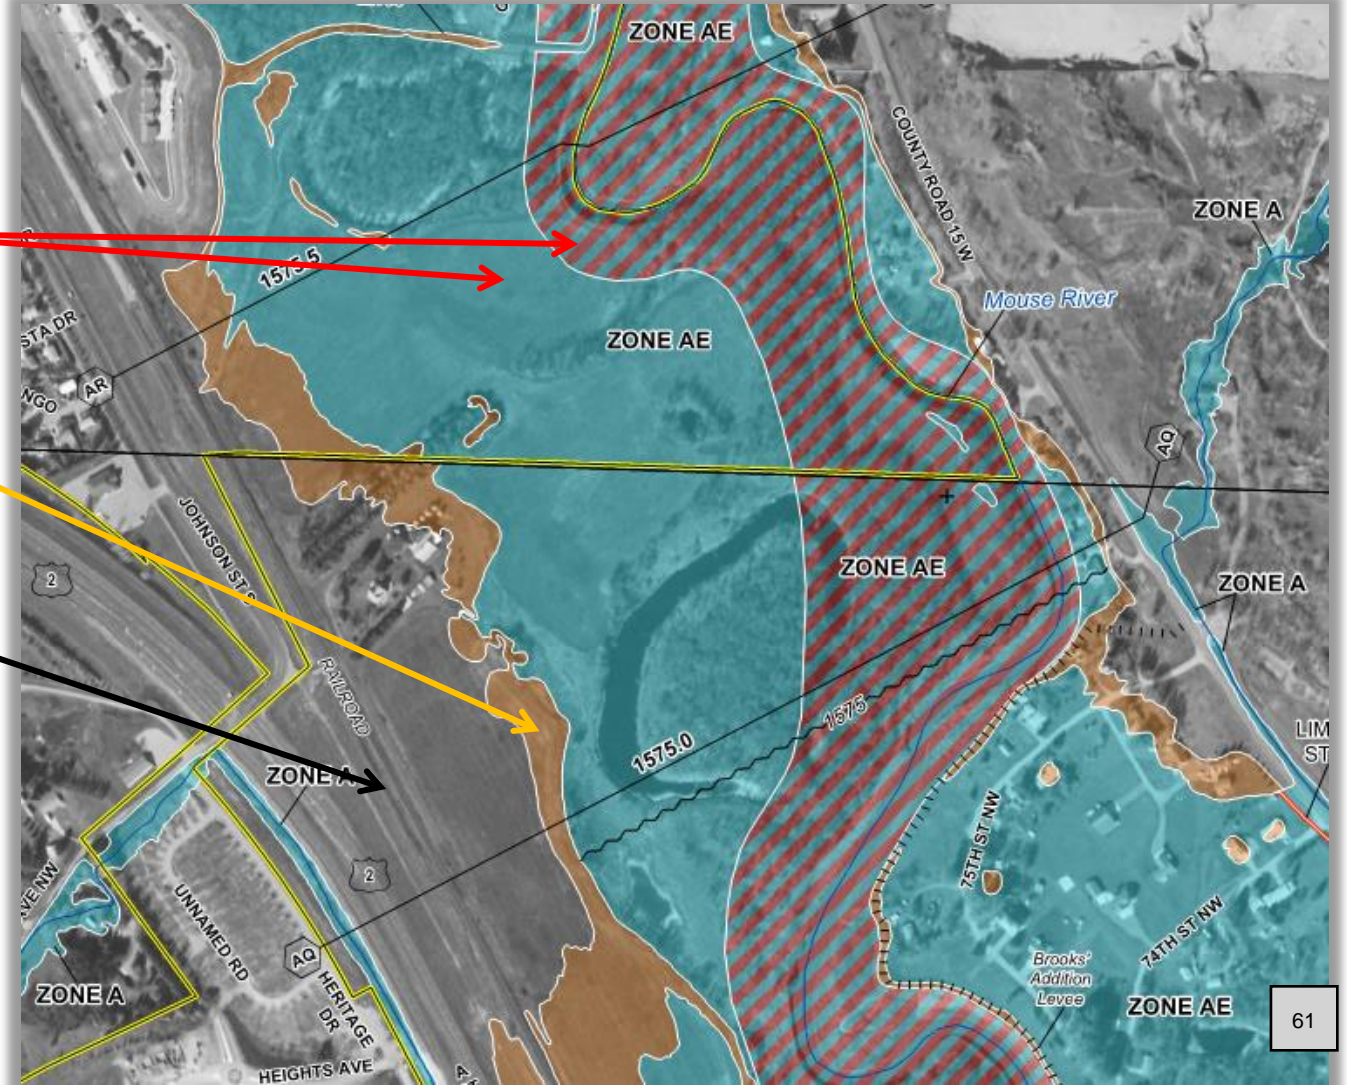 ZONE AE
COUNTY ROAD 15 W
ZONE A
1575.5
Mouse River
STA DR
ZONE AE
AR
NGO
AQ
JOHNSON ST S
2
ZONE AE
ZONE A
RAILROAD
1575
1575.0
LIM
ST
ZONE A
2
75TH ST NW
VE NW
UNNAMED RD
74TH ST NW
AQ
Brooks'
Addition
Levee
ZONE A
HERITAGE
DR
ZONE AE
61
HEIGHTS AVE